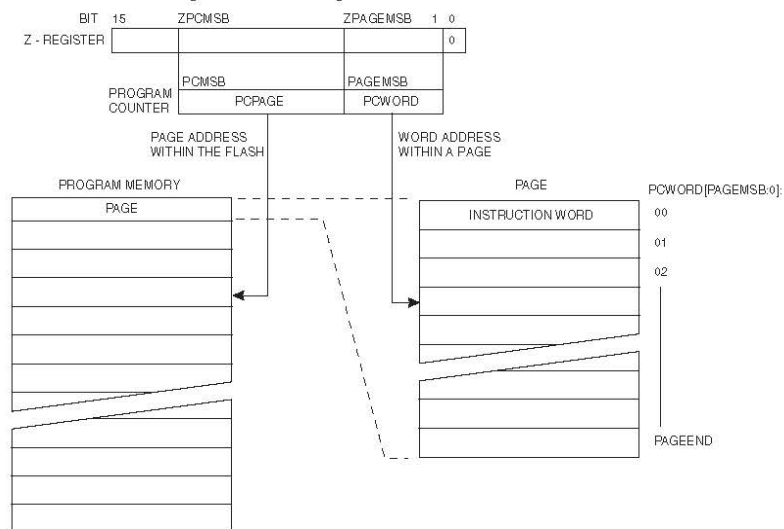 BIT 15 ZPCMSB ZPAGEMSB 1 0
Z - REGISTER 0
PCMSB PAGEMSB
PROGRAM
COUNTER
PCPAGE PCWORD
PAGE ADDRESS
WITHIN THE FLASH
WORD ADDRESS
WITHIN A PAGE
PROGRAM MEMORY PAGE PCWORD[PAGEMSB:0]:
PAGE INSTRUCTION WORD 00
01
02
PAGEEND